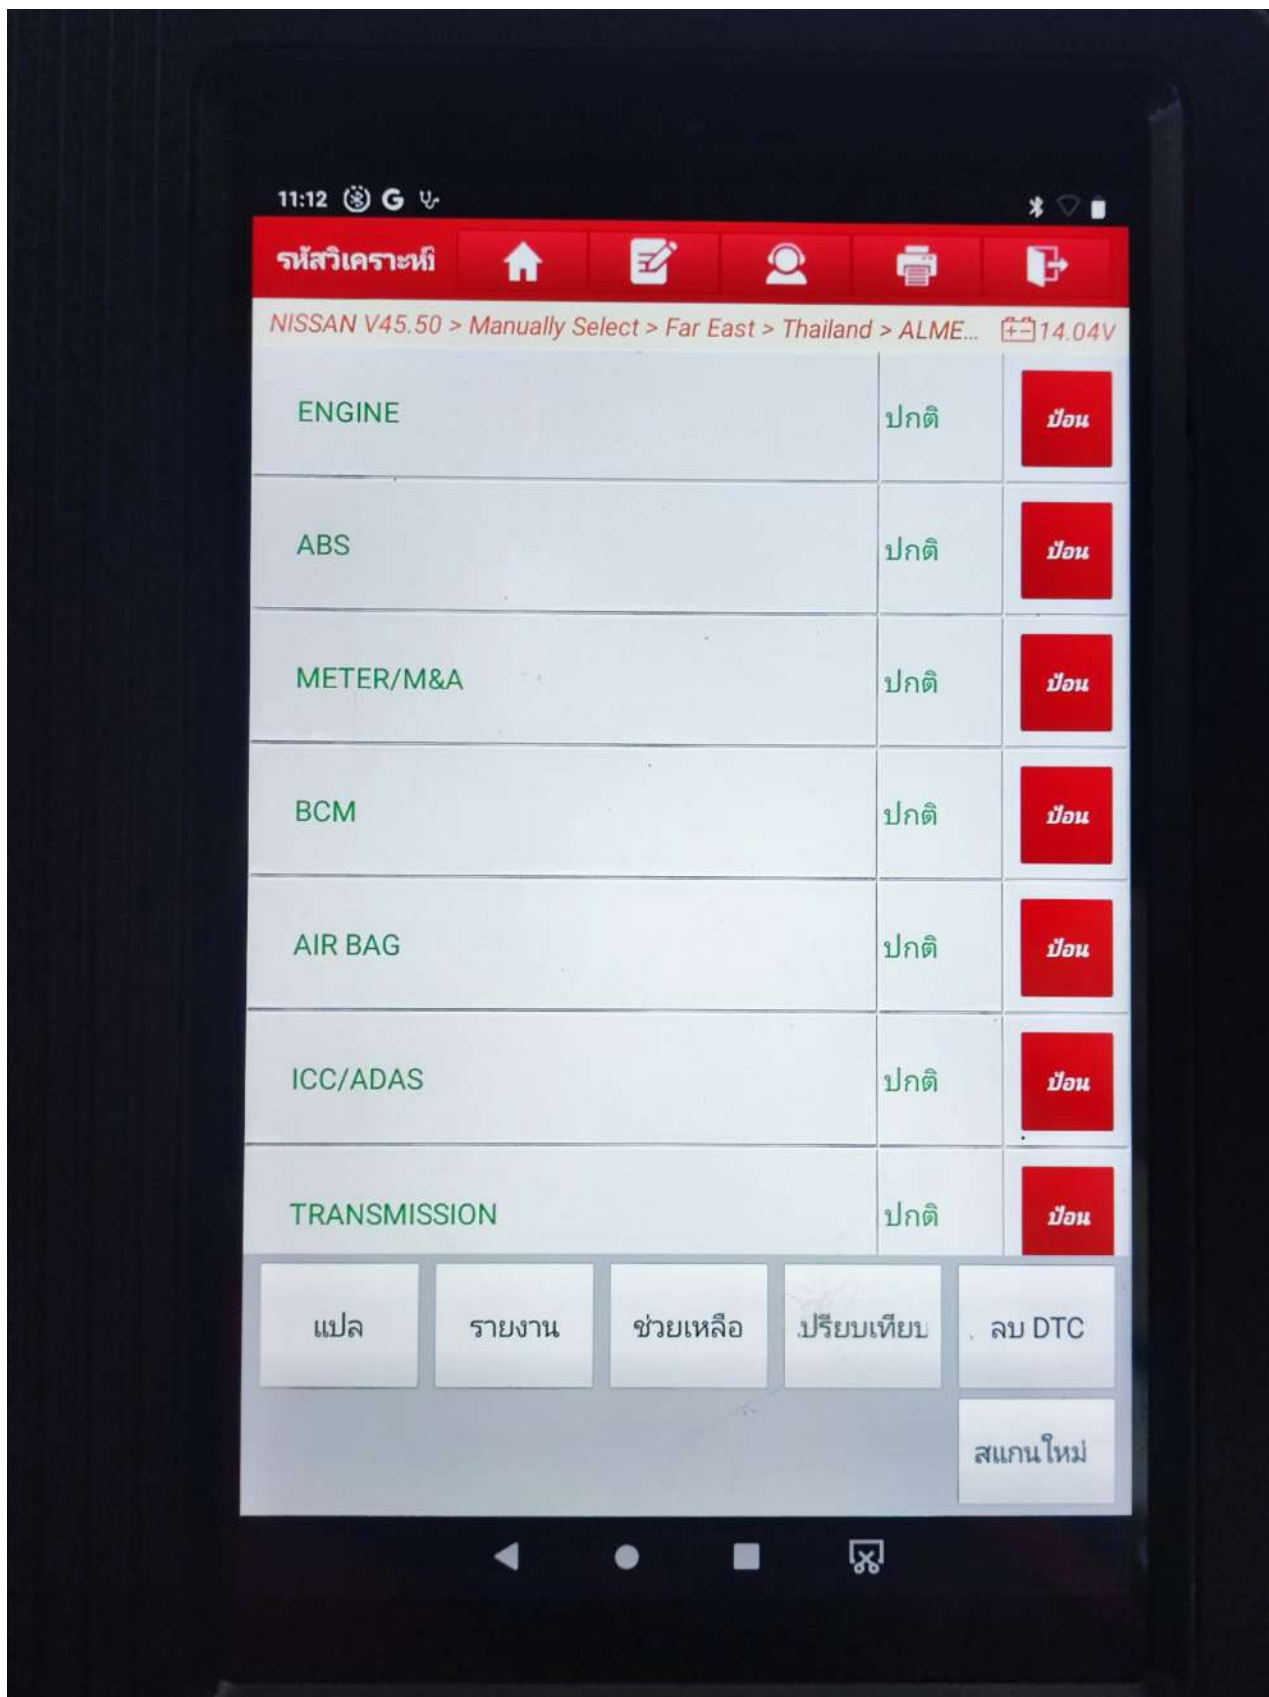 11:12 G
รหัสวิเคราะห์
NISSAN V45.50 > Manually Select > Far East > Thailand > ALME... 14.04V
ENGINE ปกติ ป้อน
ABS ปกติ ป้อน
METER/M&A ปกติ ป้อน
BCM ปกติ ป้อน
AIR BAG ปกติ ป้อน
ICC/ADAS ปกติ ป้อน
TRANSMISSION ปกติ ป้อน
แปล รายงาน ช่วยเหลือ ปรียบเทียบ ลบ DTC
สแกนใหม่